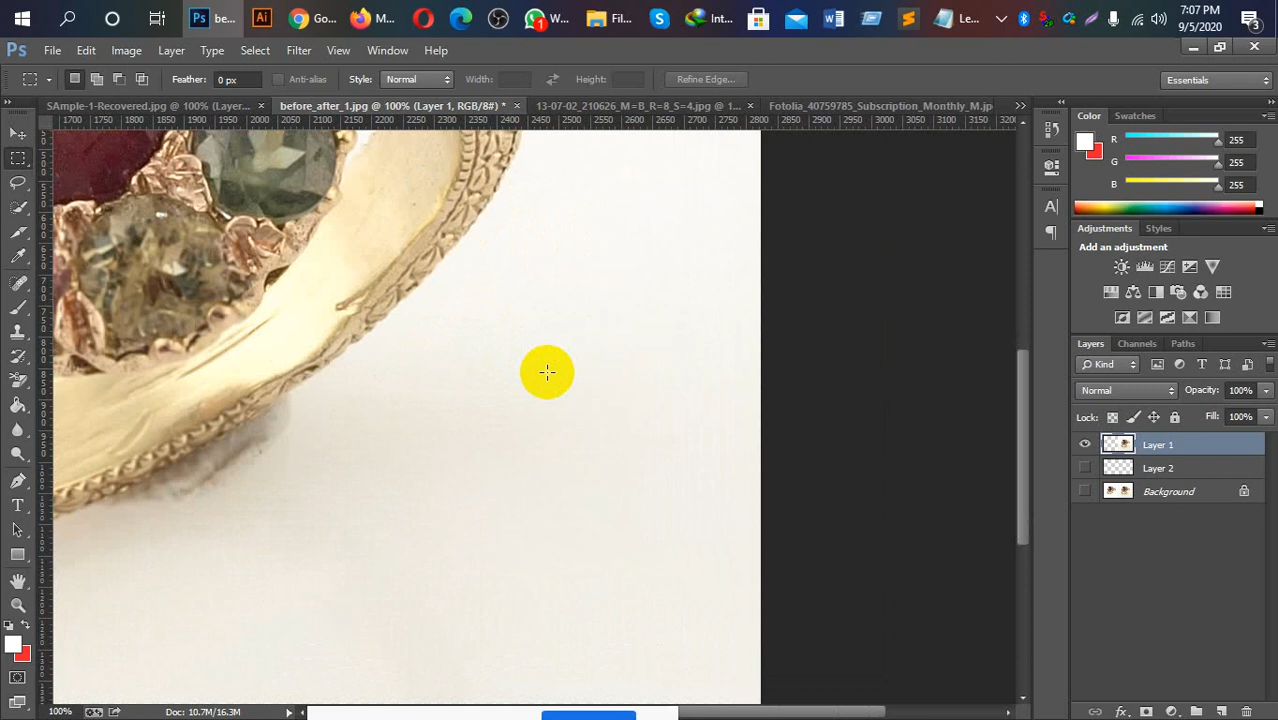 be...
Go...
M...
W...
1
Fil...
Int...
Le...
7:07 PM
9/5/2020
3
Ps File Edit Image Layer Type Select Filter View Window Help
Feather: 0 px Anti-alias Style: Normal Width: Height: Refine Edge... Essentials
SAmple-1-Recovered.jpg @ 100% (Layer... × before_after_1.jpg @ 100% (Layer 1, RGB/8#) * × 13-07-02_210626_M=B_R=8_S=4.jpg @ 1... × Fotolia_40759785_Subscription_Monthly_M.jpg
1700 1750 1800 1850 1900 1950 2000 2050 2100 2150 2200 2250 2300 2350 2400 2450 2500 2550 2600 2650 2700 2750 2800 2850 2900 2950 3000 3050 3100 3150 3200
Color Swatches
R 255
G 255
B 255
Adjustments Styles
Add an adjustment
Layers Channels Paths
Kind
Normal Opacity: 100%
Lock: Fill: 100%
Layer 1
Layer 2
Background
100% Doc: 10.7M/16.3M